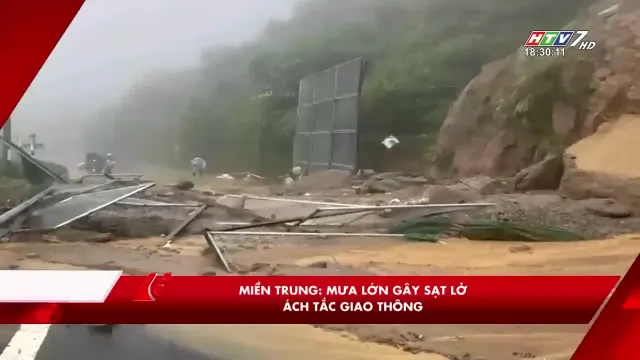 HTV7 HD
18:30:11
MIỀN TRUNG: MƯA LỚN GÂY SẠT LỞ
ÁCH TẮC GIAO THÔNG